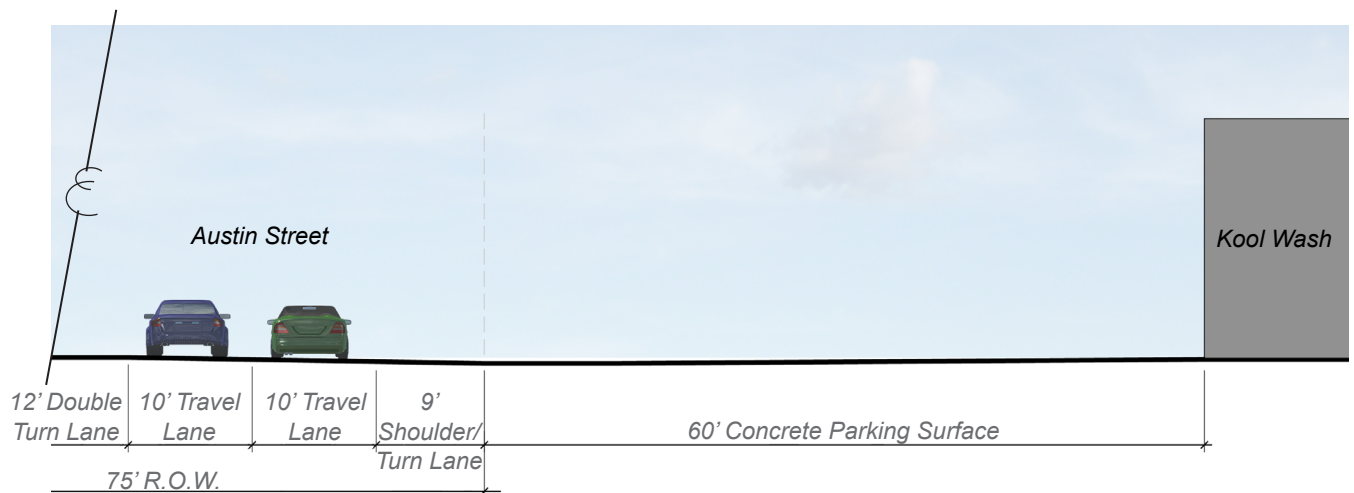 Austin Street
Kool Wash
12' Double
Turn Lane
10' Travel
Lane
10' Travel
Lane
9'
Shoulder/
Turn Lane
60' Concrete Parking Surface
75' R.O.W.